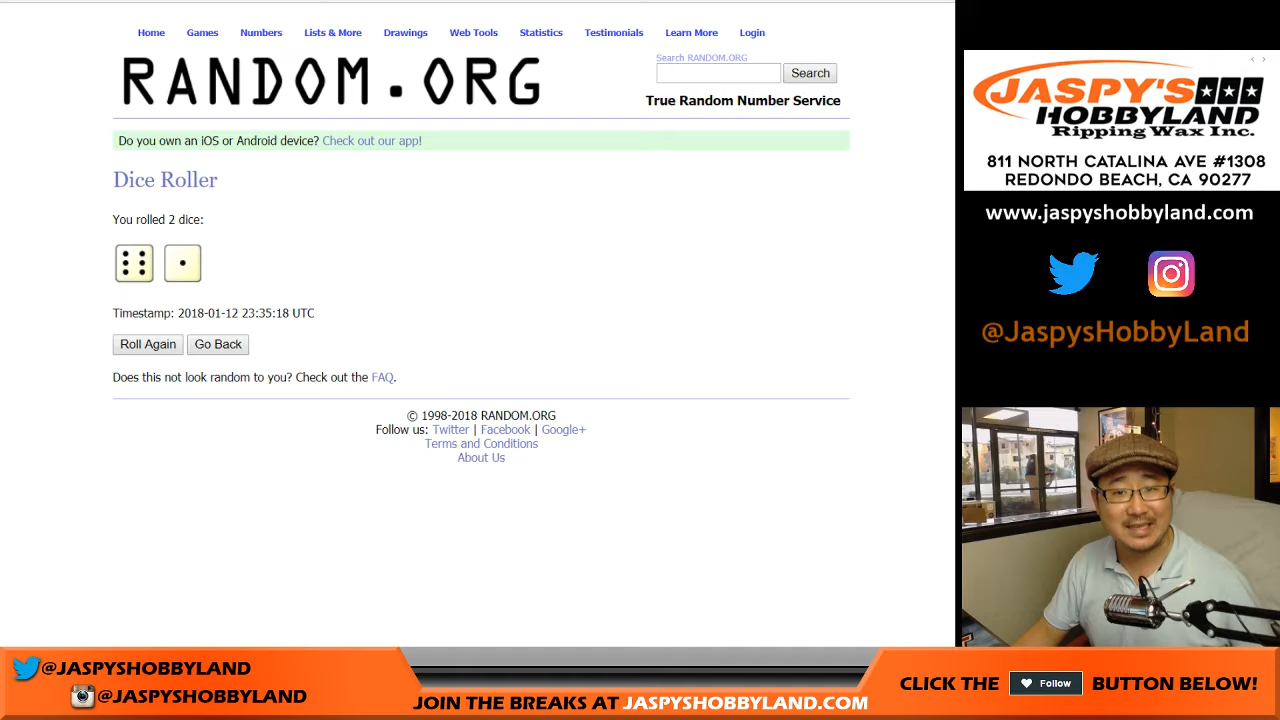 Home Games Numbers Lists & More Drawings Web Tools Statistics Testimonials Learn More Login
RANDOM.ORG
Search RANDOM.ORG
Search
True Random Number Service
Do you own an iOS or Android device? Check out our app!
Dice Roller
You rolled 2 dice:
Timestamp: 2018-01-12 23:35:18 UTC
Roll Again Go Back
Does this not look random to you? Check out the FAQ.
© 1998-2018 RANDOM.ORG
Follow us: Twitter | Facebook | Google+
Terms and Conditions
About Us
JASPY'S
HOBBYLAND
Ripping Wax Inc.
811 NORTH CATALINA AVE #1308
REDONDO BEACH, CA 90277
www.jaspyshobbyland.com
@JaspysHobbyLand
@JASPYSHOBBYLAND
@JASPYSHOBBYLAND
JOIN THE BREAKS AT JASPYSHOBBYLAND.COM
CLICK THE Follow BUTTON BELOW!